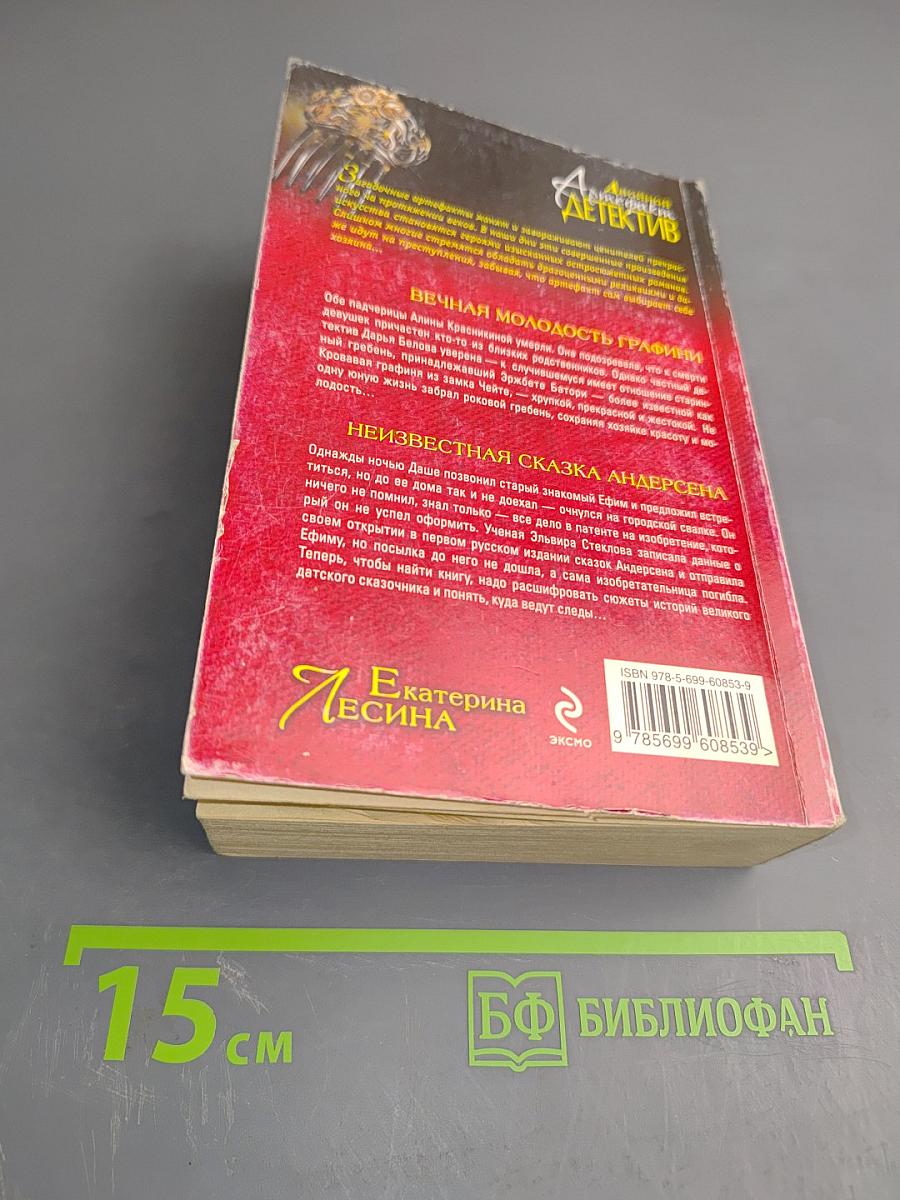 Артефакт
ДЕТЕКТИВ
Загадочные артефакты манят и завораживают ценителей прекрас-
ного на протяжении веков. В наши дни эти совершенные произведения
искусства становятся героями изысканных остросюжетных романов.
Слишком многие стремятся обладать драгоценными реликвиями и да-
же идут на преступления, забывая, что артефакт сам выбирает себе
хозяина...
ВЕЧНАЯ МОЛОДОСТЬ ГРАФИНИ
Обе падчерицы Алины Красникиной умерли. Она подозревала, что к смерти
девушек причастен кто-то из близких родственников. Однако частный де-
тектив Дарья Белова уверена — к случившемуся имеет отношение старин-
ный гребень, принадлежавший Эржбете Батори — более известной как
Кровавая графиня из замка Чейте, — хрупкой, прекрасной и жестокой. Не
одну юную жизнь забрал роковой гребень, сохраняя хозяйке красоту и мо-
лодость...
НЕИЗВЕСТНАЯ СКАЗКА АНДЕРСЕНА
Однажды ночью Даше позвонил старый знакомый Ефим и предложил встре-
титься, но до ее дома так и не доехал — очнулся на городской свалке. Он
ничего не помнил, знал только — все дело в патенте на изобретение, кото-
рый он не успел оформить. Ученая Эльвира Стеклова записала данные о
своем открытии в первом русском издании сказок Андерсена и отправила
Ефиму, но посылка до него не дошла, а сама изобретательница погибла.
Теперь, чтобы найти книгу, надо расшифровать сюжеты историй великого
датского сказочника и понять, куда ведут следы...
Екатерина
ЛЕСИНА
ЭКСМО
ISBN 978-5-699-60853-9
9 785699 608539 >
15 см
БФ БИБЛИОФАН